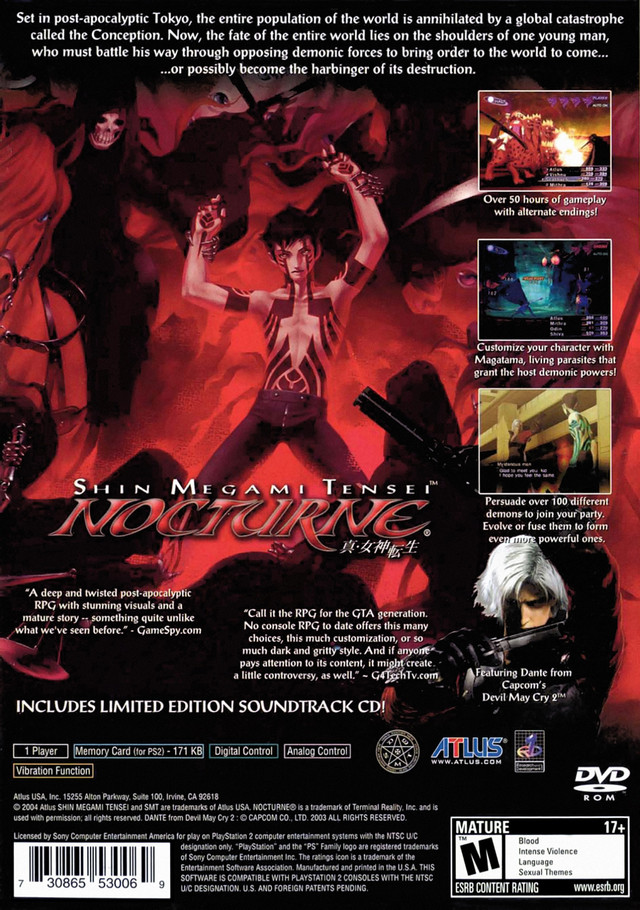 Set in post-apocalyptic Tokyo, the entire population of the world is annihilated by a global catastrophe
called the Conception. Now, the fate of the entire world lies on the shoulders of one young man,
who must battle his way through opposing demonic forces to bring order to the world to come...
...or possibly become the harbinger of its destruction.
Over 50 hours of gameplay
with alternate endings!
Customize your character with
Magatama, living parasites that
grant the host demonic powers!
Mysterious man
Glad to meet you, kid
I hope you feel the same
Persuade over 100 different
demons to join your party.
Evolve or fuse them to form
even more powerful ones.
SHIN MEGAMI TENSEI™
NOCTURNE®
真・女神転生
"A deep and twisted post-apocalyptic
RPG with stunning visuals and a
mature story -- something quite unlike
what we've seen before." - GameSpy.com
"Call it the RPG for the GTA generation.
No console RPG to date offers this many
choices, this much customization, or so
much dark and gritty style. And if anyone
pays attention to its content, it might create
a little controversy, as well." ~ G4TechTv.com
Featuring Dante from
Capcom's
Devil May Cry 2™
INCLUDES LIMITED EDITION SOUNDTRACK CD!
1 Player
Memory Card (for PS2) - 171 KB
Digital Control
Analog Control
Vibration Function
ATLUS®
WWW.ATLUS.COM
DVD
ROM
Atlus USA, Inc. 15255 Alton Parkway, Suite 100, Irvine, CA 92618
© 2004 Atlus SHIN MEGAMI TENSEI and SMT are trademarks of Atlus USA. NOCTURNE® is a trademark of Terminal Reality, Inc. and is
used with permission; all rights reserved. DANTE from Devil May Cry 2 : © CAPCOM CO., LTD. 2003 ALL RIGHTS RESERVED.
Licensed by Sony Computer Entertainment America for play on PlayStation 2 computer entertainment systems with the NTSC U/C
designation only. "PlayStation" and the "PS" Family logo are registered trademarks
of Sony Computer Entertainment Inc. The ratings icon is a trademark of the
Entertainment Software Association. Manufactured and printed in the U.S.A. THIS
SOFTWARE IS COMPATIBLE WITH PLAYSTATION 2 CONSOLES WITH THE NTSC
U/C DESIGNATION. U.S. AND FOREIGN PATENTS PENDING.
7 30865 53006 9
MATURE 17+
M
Blood
Intense Violence
Language
Sexual Themes
ESRB CONTENT RATING www.esrb.org